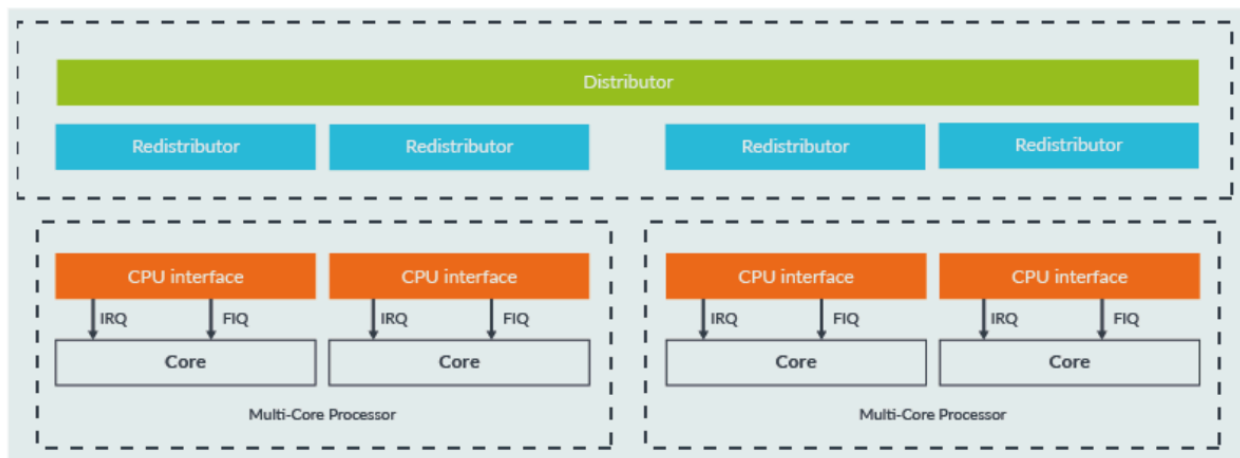 Distributor
Redistributor Redistributor Redistributor Redistributor
CPU interface CPU interface CPU interface CPU interface
IRQ FIQ IRQ FIQ IRQ FIQ IRQ FIQ
Core Core Core Core
Multi-Core Processor Multi-Core Processor